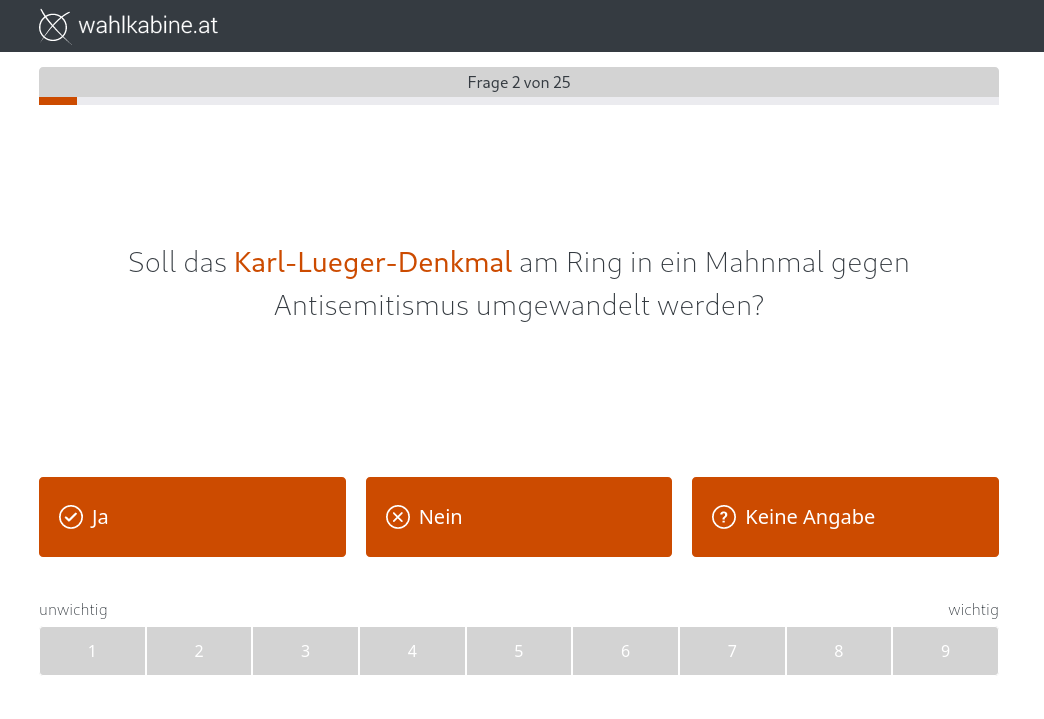 wahlkabine.at
Frage 2 von 25
Soll das Karl-Lueger-Denkmal am Ring in ein Mahnmal gegen
Antisemitismus umgewandelt werden?
Ja
Nein
Keine Angabe
unwichtig
wichtig
1 2 3 4 5 6 7 8 9